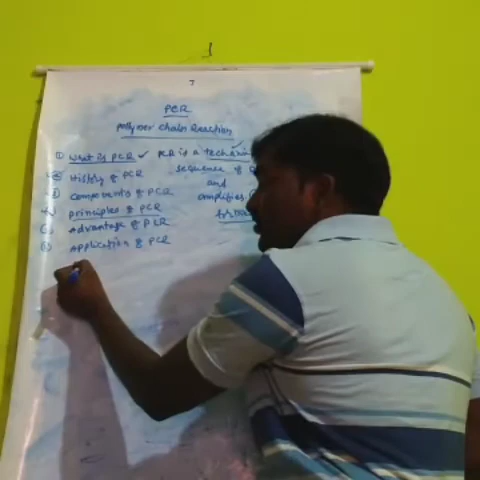 PCR
Polymer Chain Reaction
① What is PCR ✓ PCR is a
② History of PCR sequence of
③ Components of PCR and
④ principles of PCR amplifies
⑤ Advantage of PCR
⑥ Application of PCR